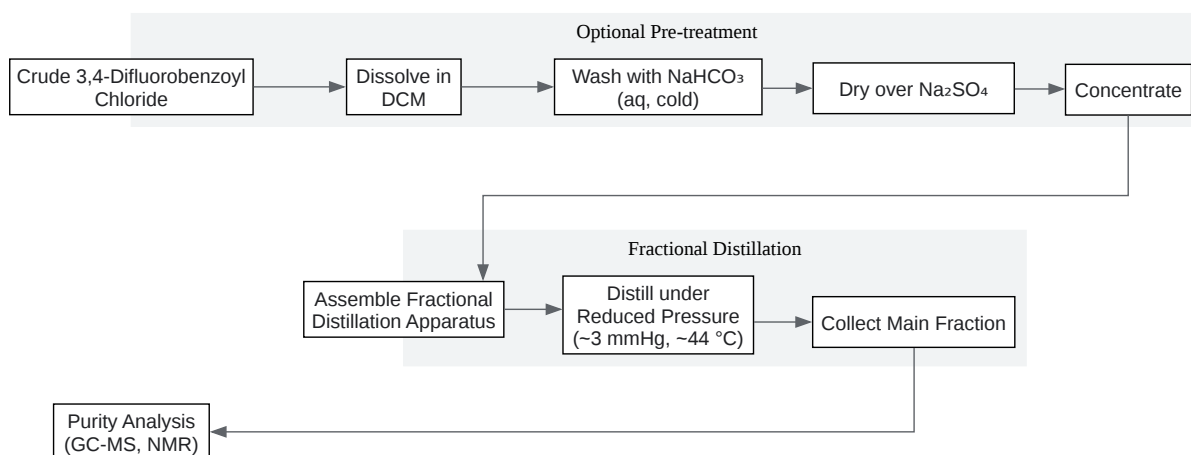 Optional Pre-treatment
Crude 3,4-Difluorobenzoyl
Chloride
Dissolve in
DCM
Wash with NaHCO₃
(aq, cold)
Dry over Na₂SO₄
Concentrate
Fractional Distillation
Assemble Fractional
Distillation Apparatus
Distill under
Reduced Pressure
(~3 mmHg, ~44 °C)
Collect Main Fraction
Purity Analysis
(GC-MS, NMR)